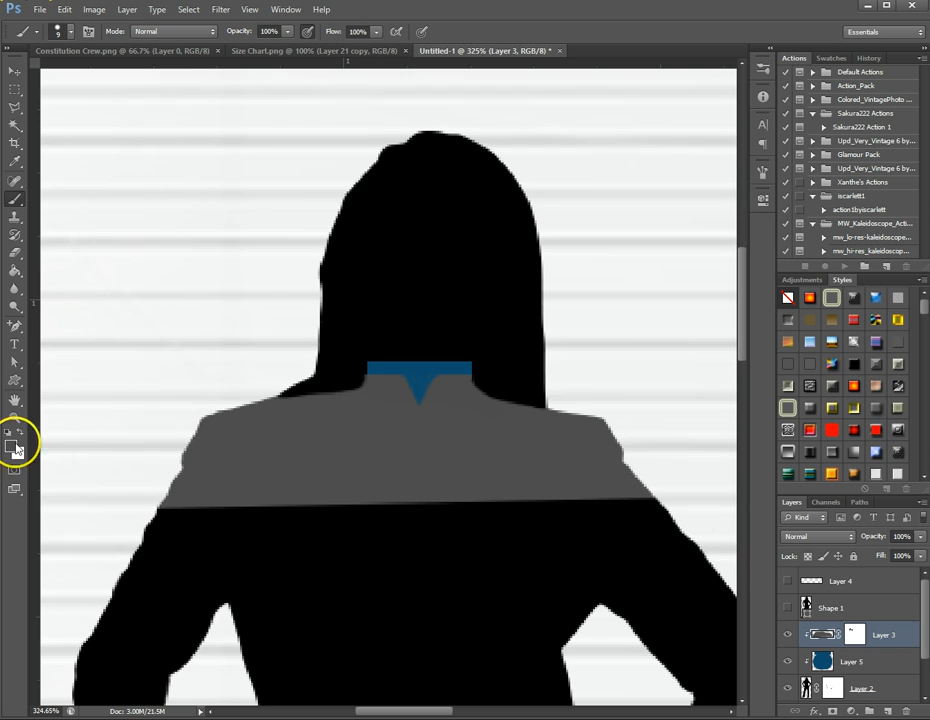 Ps File Edit Image Layer Type Select Filter View Window Help
9 Mode: Normal Opacity: 100% Flow: 100% Essentials
Constitution Crew.png @ 66.7% (Layer 0, RGB/8) × Size Chart.png @ 100% (Layer 21 copy, RGB/8) × Untitled-1 @ 325% (Layer 3, RGB/8) * ×
1
1
Actions Swatches History
Default Actions
Action_Pack
Colored_VintagePhoto ...
Sakura222 Actions
Sakura222 Action 1
Upd_Very_Vintage 6 by...
Glamour Pack
Upd_Very_Vintage 6 by...
Xanthe's Actions
iscarlett1
action1byiscarlett
MW_Kaleidoscope_Acti...
mw_lo-res-kaleidoscope...
mw_hi-res_kaleidoscop...
Adjustments Styles
Layers Channels Paths
Kind
Normal Opacity: 100%
Lock: Fill: 100%
Layer 4
Shape 1
Layer 3
Layer 5
Layer 2
324.65% Doc: 3.00M/21.5M
fx